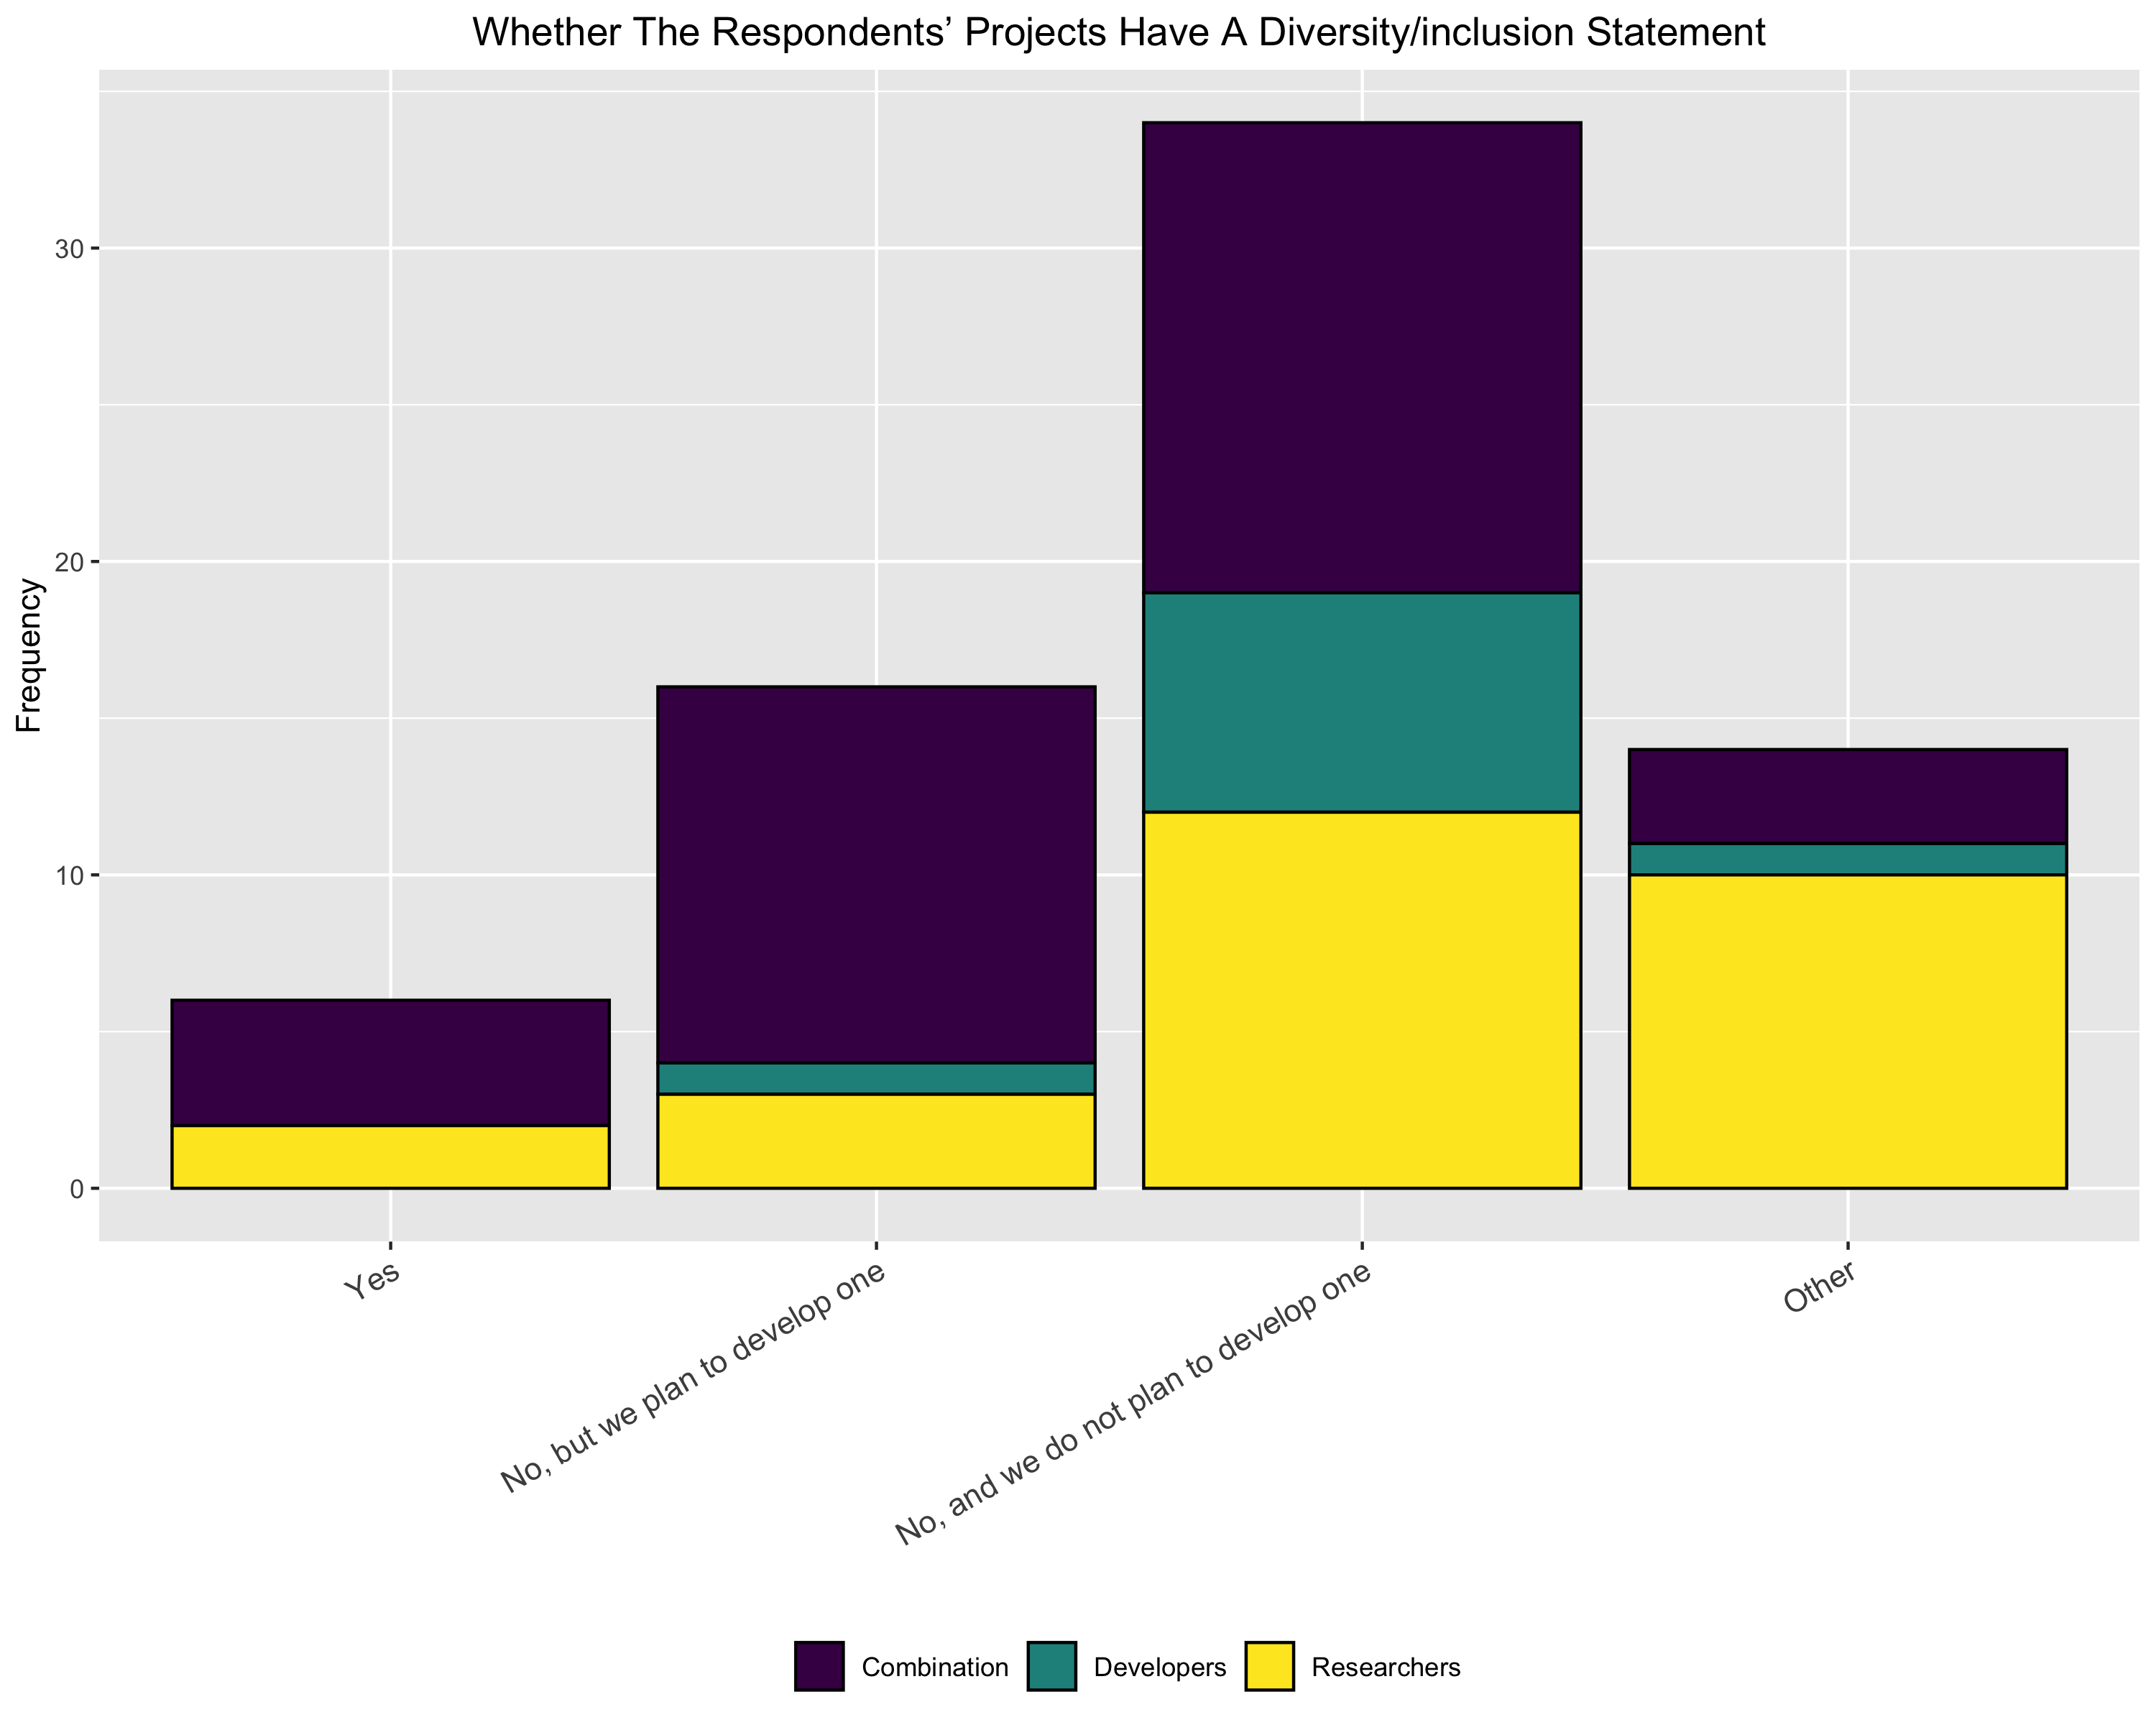 Whether The Respondents’ Projects Have A Diversity/inclusion Statement
Frequency
30
20
10
0
Yes
No, but we plan to develop one
No, and we do not plan to develop one
Other
Combination
Developers
Researchers